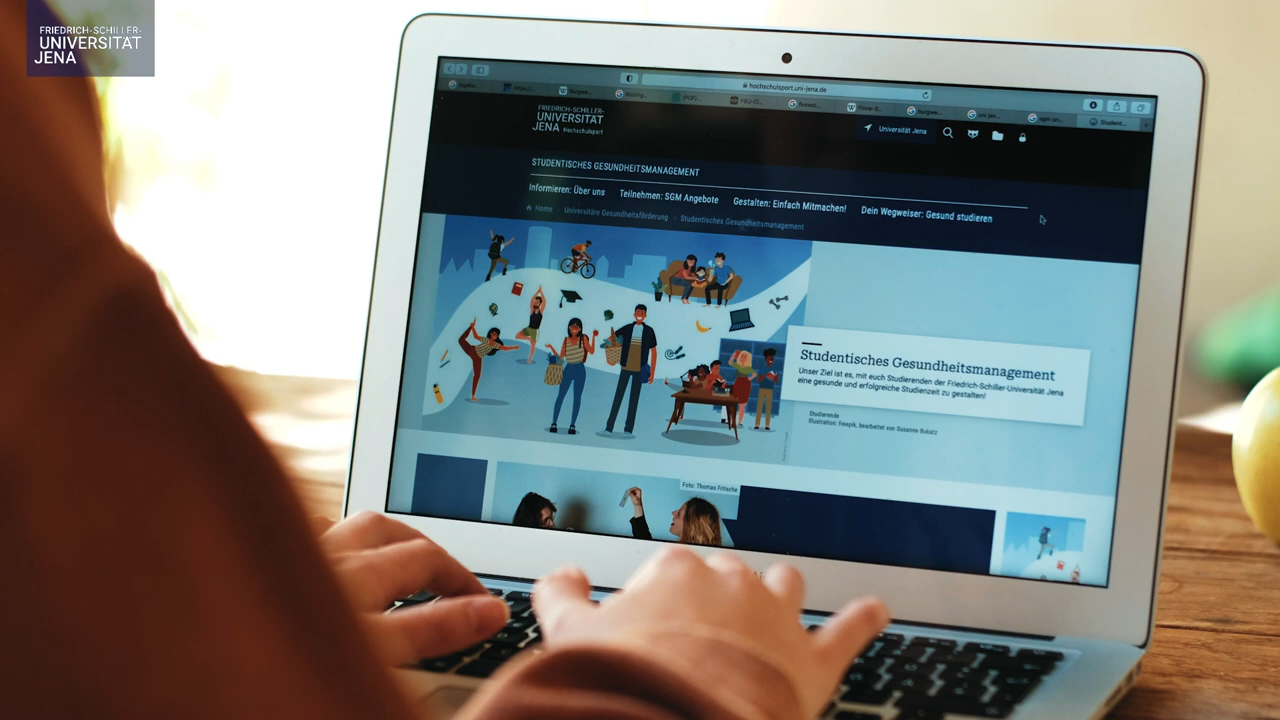 FRIEDRICH-SCHILLER-
UNIVERSITÄT
JENA
hochschulsport.uni-jena.de
FRIEDRICH-SCHILLER-
UNIVERSITÄT
JENA Hochschulsport
Universität Jena
STUDENTISCHES GESUNDHEITSMANAGEMENT
Informieren: Über uns Teilnehmen: SGM Angebote Gestalten: Einfach Mitmachen! Dein Wegweiser: Gesund studieren
Home > Universitäre Gesundheitsförderung > Studentisches Gesundheitsmanagement
Studentisches Gesundheitsmanagement
Unser Ziel ist es, mit euch Studierenden der Friedrich-Schiller-Universität Jena
eine gesunde und erfolgreiche Studienzeit zu gestalten!
Studierende
Illustration: freepik, bearbeitet von Susanne Bukatz
Foto: Thomas Fritsche